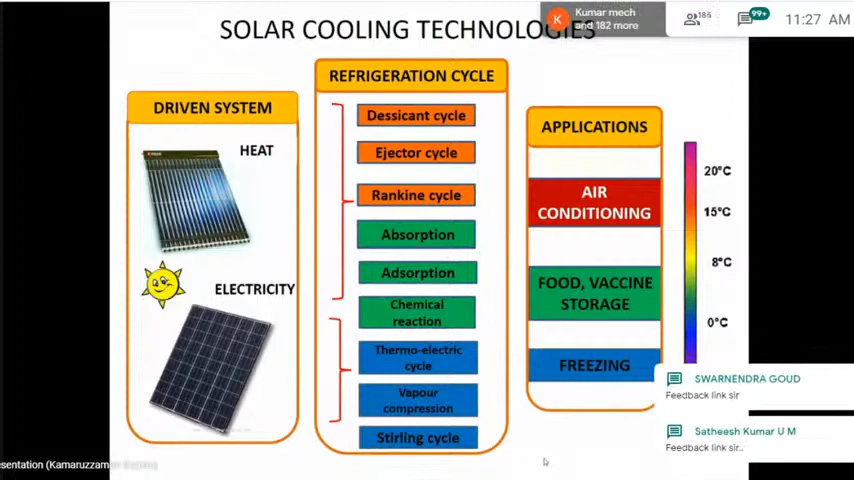 SOLAR COOLING TECHNOLOGIES
K
Kumar mech
and 182 more
186
99+
11:27 AM
DRIVEN SYSTEM
HEAT
ELECTRICITY
REFRIGERATION CYCLE
Dessicant cycle
Ejector cycle
Rankine cycle
Absorption
Adsorption
Chemical
reaction
Thermo-electric
cycle
Vapour
compression
Stirling cycle
APPLICATIONS
AIR
CONDITIONING
FOOD, VACCINE
STORAGE
FREEZING
20°C
15°C
8°C
0°C
SWARNENDRA GOUD
Feedback link sir
Satheesh Kumar U M
Feedback link sir..
esentation (Kamaruzzaman